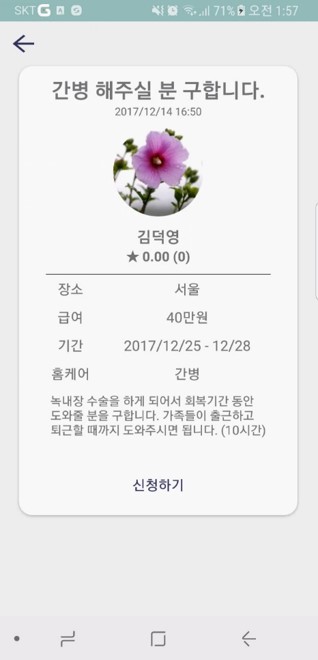 SKT 71% 오전 1:57
간병 해주실 분 구합니다.
2017/12/14 16:50
김덕영
★ 0.00 (0)
장소 서울
급여 40만원
기간 2017/12/25 - 12/28
홈케어 간병
녹내장 수술을 하게 되어서 회복기간 동안
도와줄 분을 구합니다. 가족들이 출근하고
퇴근할 때까지 도와주시면 됩니다. (10시간)
신청하기